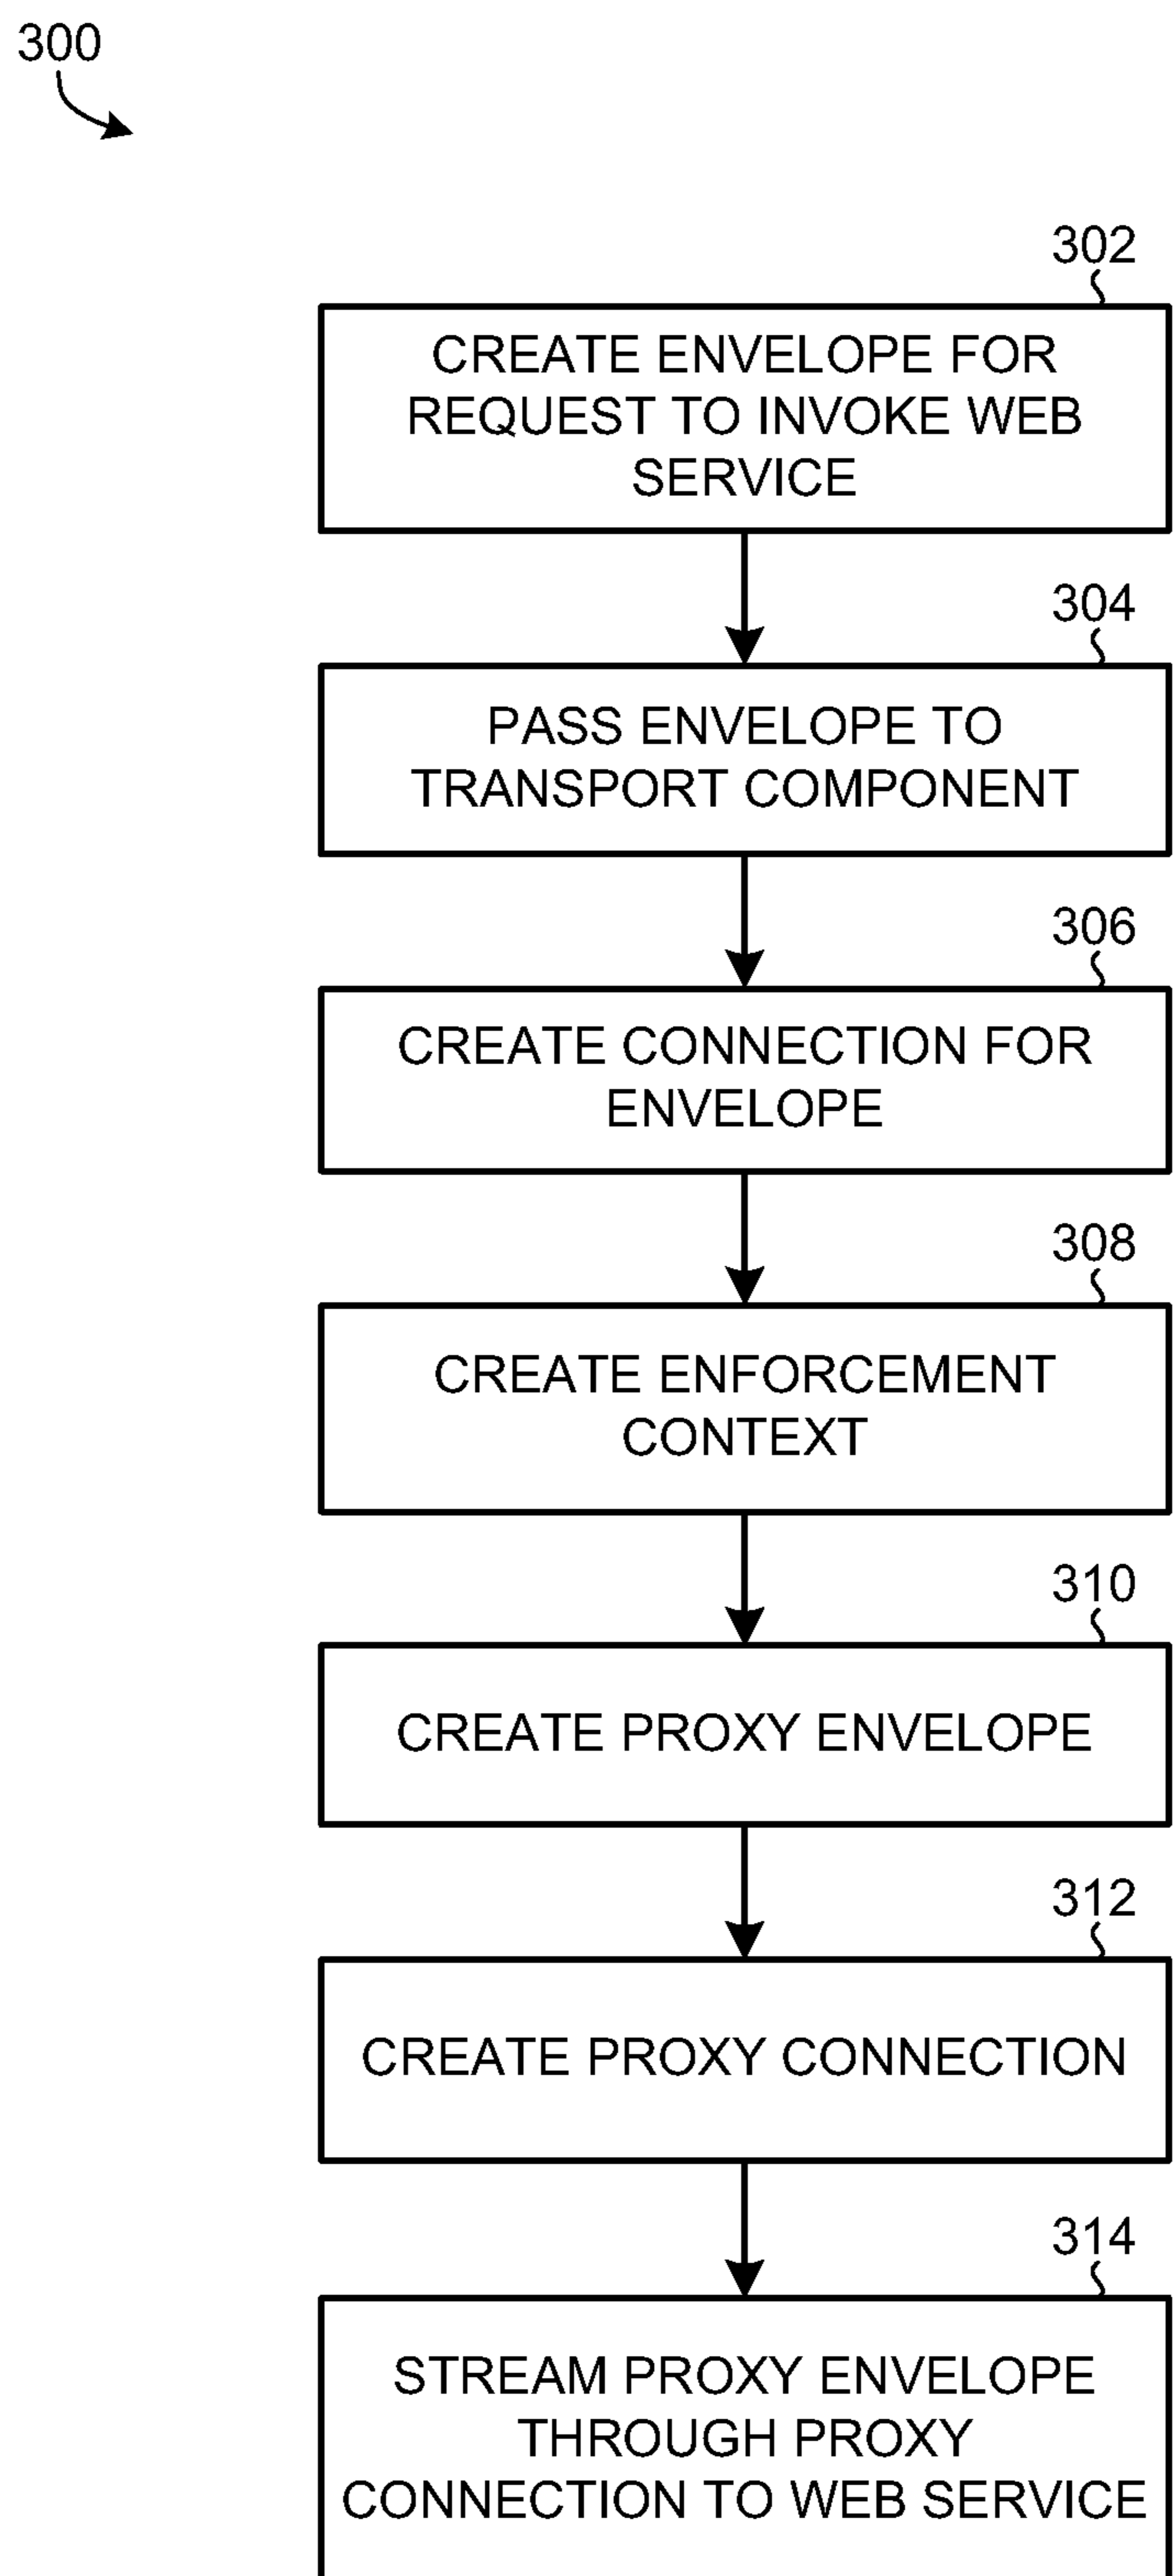 300
302
CREATE ENVELOPE FOR
REQUEST TO INVOKE WEB
SERVICE
304
PASS ENVELOPE TO
TRANSPORT COMPONENT
306
CREATE CONNECTION FOR
ENVELOPE
308
CREATE ENFORCEMENT
CONTEXT
310
CREATE PROXY ENVELOPE
312
CREATE PROXY CONNECTION
314
STREAM PROXY ENVELOPE
THROUGH PROXY
CONNECTION TO WEB SERVICE